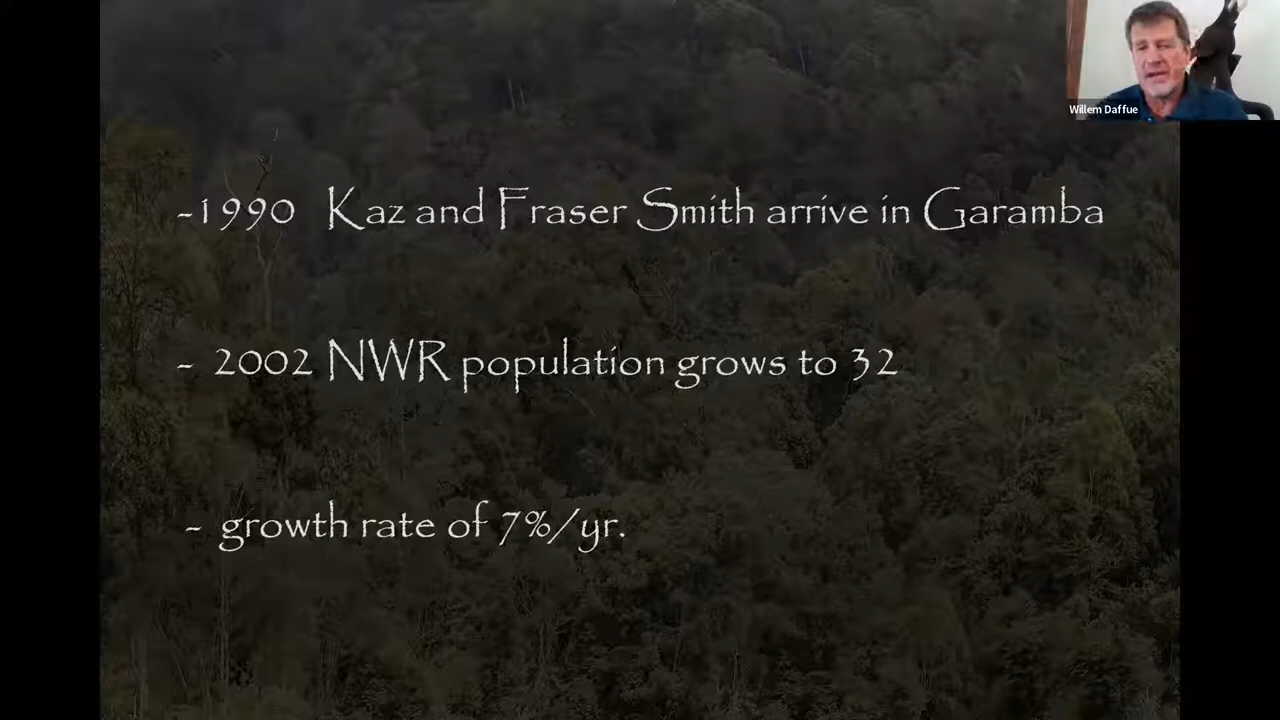 Willem Daffue
-1990 Kaz and Fraser Smith arrive in Garamba
- 2002 NWR population grows to 32
- growth rate of 7%/yr.